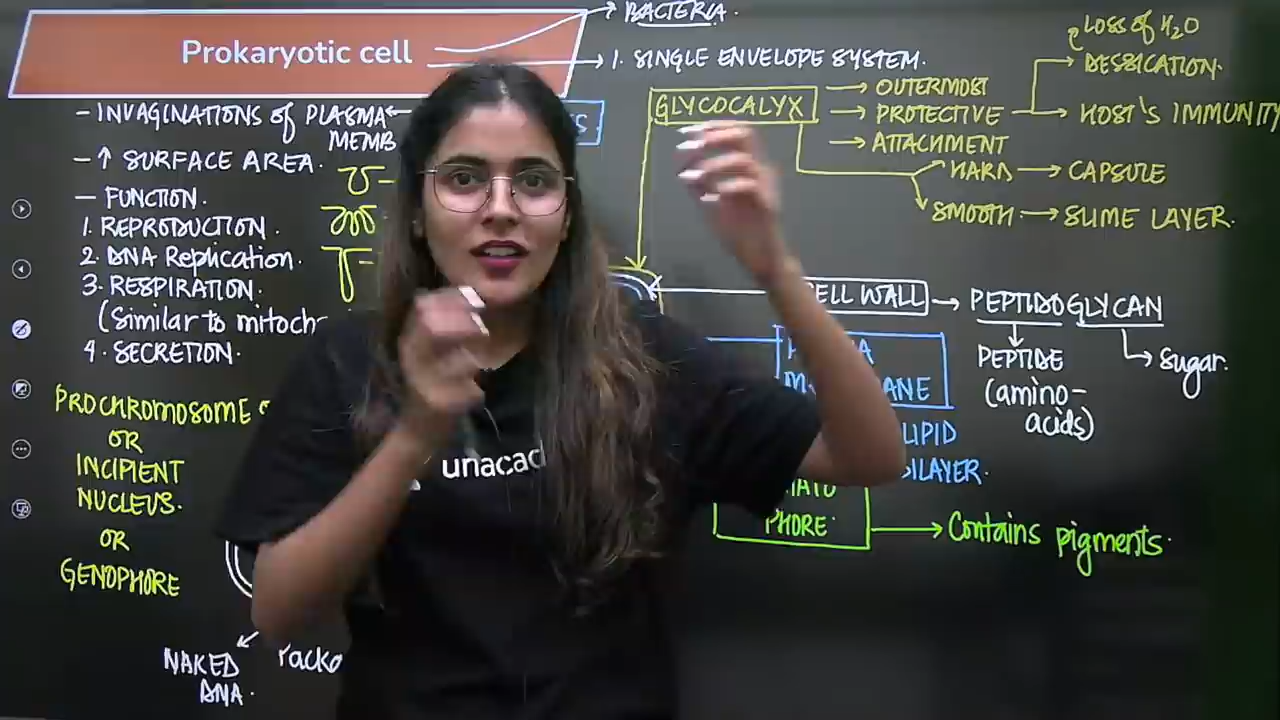 BACTERIA.
Prokaryotic cell
1. SINGLE ENVELOPE SYSTEM.
- INVAGINATIONS OF PLASMA
MEMB
- ↑ SURFACE AREA.
- FUNCTION.
1. REPRODUCTION.
2. DNA Replication.
3. RESPIRATION.
(Similar to mitoch
4. SECRETION.
GLYCOCALYX
→ OUTERMOST
→ PROTECTIVE
→ ATTACHMENT
Loss of H2O
DESSICATION.
HOST'S IMMUNITY
HARD → CAPSULE
SMOOTH → SLIME LAYER.
ELL WALL → PEPTIDOGLYCAN
PEPTIDE
(amino-
acids)
Sugar.
ANE
LIPID
BILAYER.
PHORE.
Contains pigments.
PROCHROMOSOME
OR
INCIPIENT
NUCLEUS.
OR
GENOPHORE
NAKED
DNA.
unacad